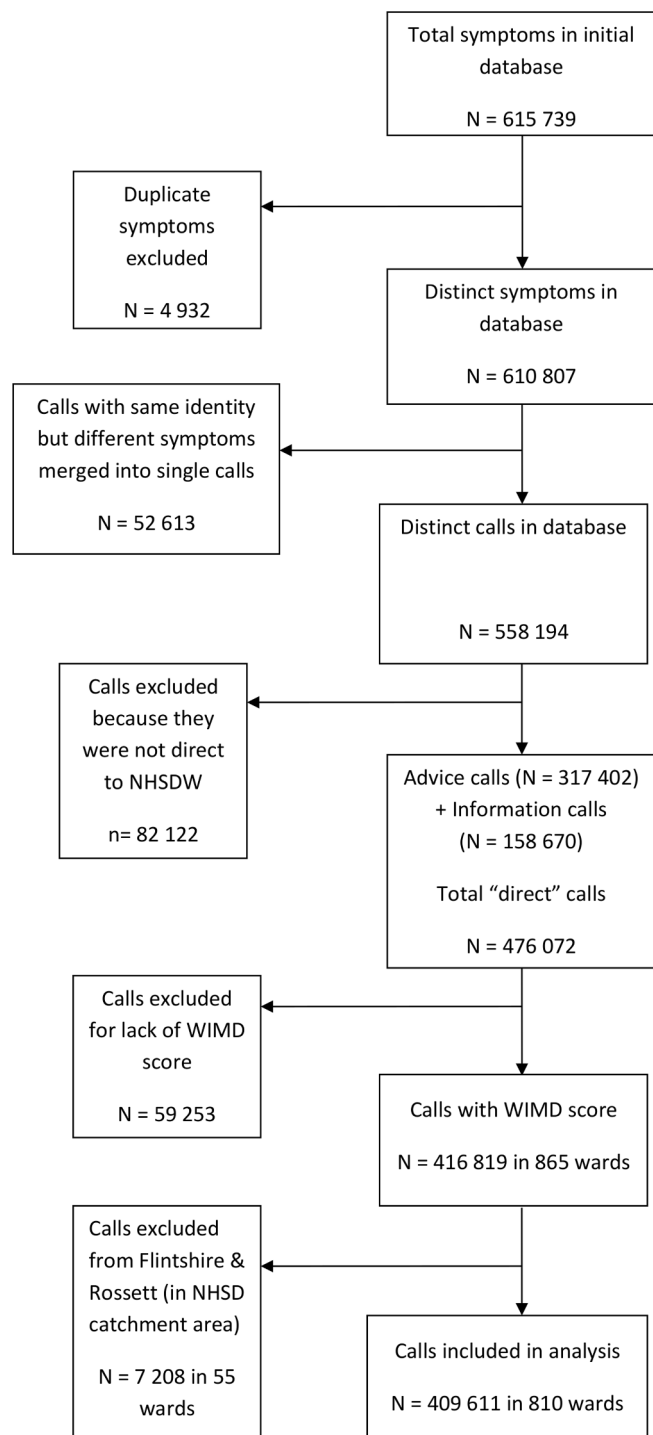 Total symptoms in initial
database
N = 615 739
Duplicate
symptoms
excluded
N = 4 932
Distinct symptoms in
database
N = 610 807
Calls with same identity
but different symptoms
merged into single calls
N = 52 613
Distinct calls in database
N = 558 194
Calls excluded
because they
were not direct
to NHSDW
n= 82 122
Advice calls (N = 317 402)
+ Information calls
(N = 158 670)
Total “direct” calls
N = 476 072
Calls excluded
for lack of WIMD
score
N = 59 253
Calls with WIMD score
N = 416 819 in 865 wards
Calls excluded
from Flintshire &
Rossett (in NHSD
catchment area)
N = 7 208 in 55
wards
Calls included in analysis
N = 409 611 in 810 wards